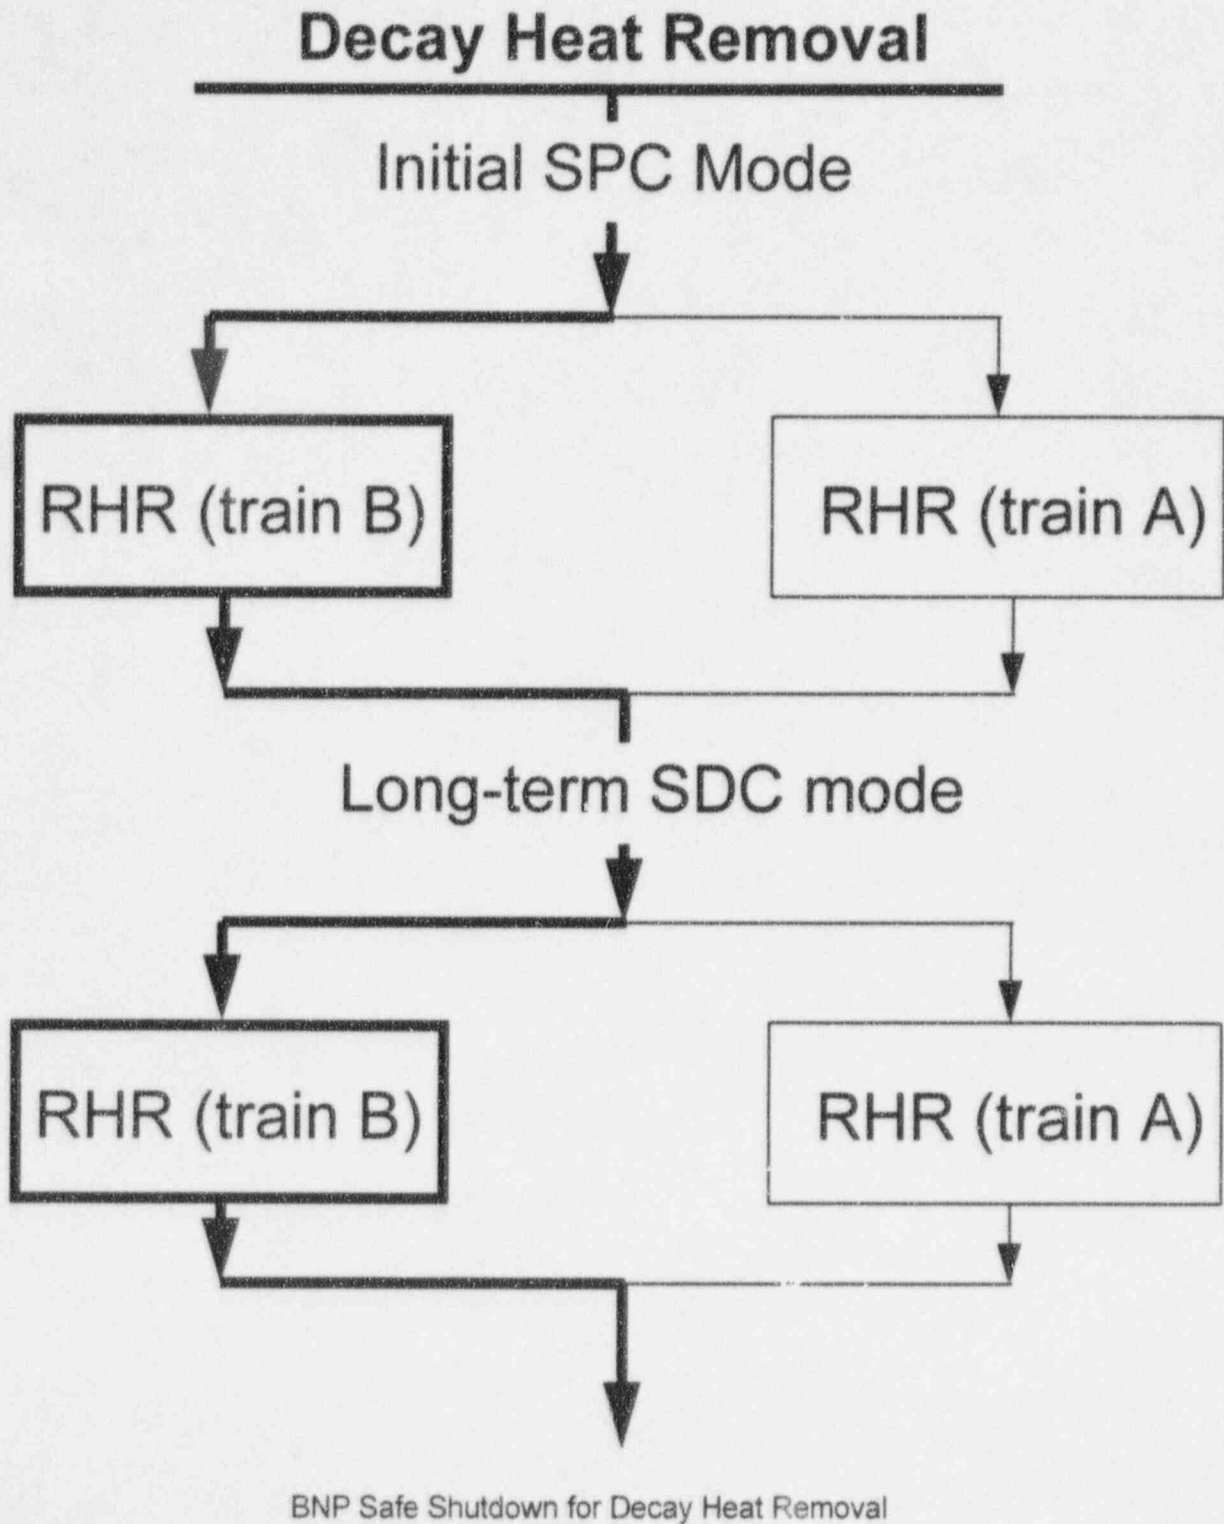 Decay Heat Removal
Initial SPC Mode
RHR (train B)
RHR (train A)
Long-term SDC mode
RHR (train B)
RHR (train A)
BNP Safe Shutdown for Decay Heat Removal